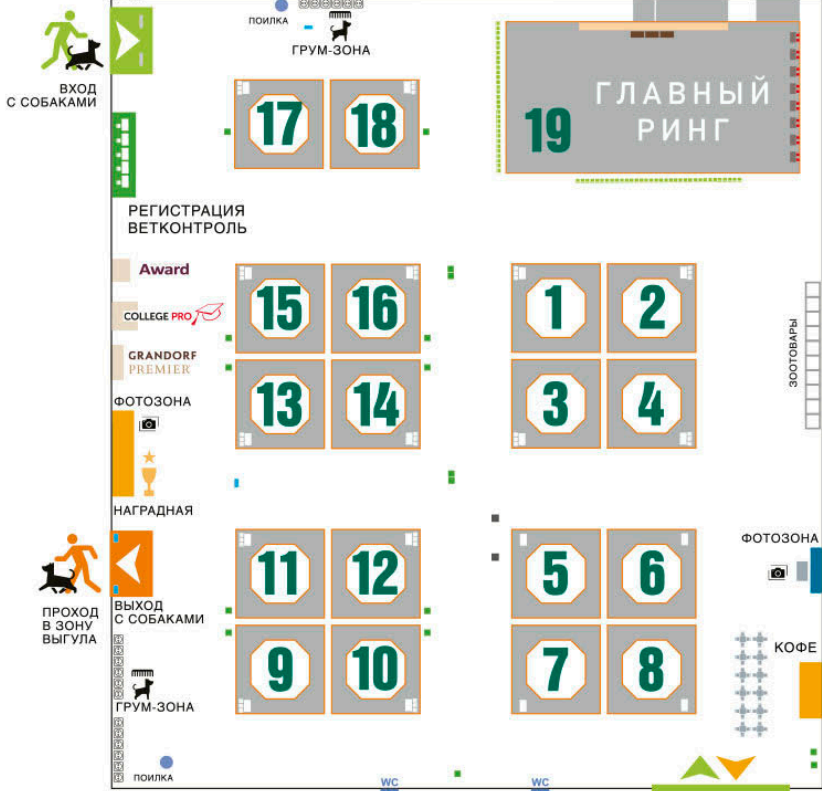 ПОИЛКА
ГРУМ-ЗОНА
ВХОД
С СОБАКАМИ
17
18
19
ГЛАВНЫЙ
РИНГ
РЕГИСТРАЦИЯ
ВЕТКОНТРОЛЬ
Award
COLLEGE PRO
GRANDORF
PREMIER
ФОТОЗОНА
НАГРАДНАЯ
15
16
13
14
1
2
3
4
ЗООТОВАРЫ
ПРОХОД
В ЗОНУ
ВЫГУЛА
ВЫХОД
С СОБАКАМИ
11
12
9
10
5
6
7
8
ФОТОЗОНА
КОФЕ
ГРУМ-ЗОНА
ПОИЛКА
WC
WC